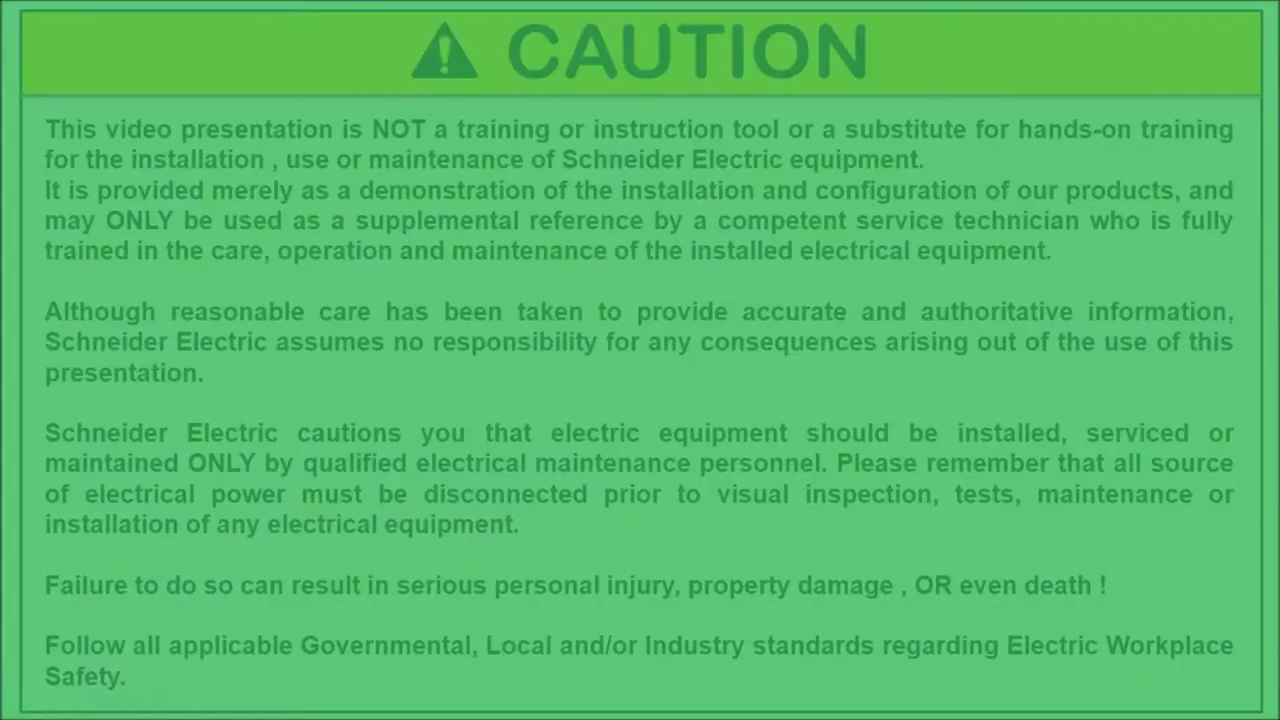 CAUTION
This video presentation is NOT a training or instruction tool or a substitute for hands-on training
for the installation , use or maintenance of Schneider Electric equipment.
It is provided merely as a demonstration of the installation and configuration of our products, and
may ONLY be used as a supplemental reference by a competent service technician who is fully
trained in the care, operation and maintenance of the installed electrical equipment.
Although reasonable care has been taken to provide accurate and authoritative information,
Schneider Electric assumes no responsibility for any consequences arising out of the use of this
presentation.
Schneider Electric cautions you that electric equipment should be installed, serviced or
maintained ONLY by qualified electrical maintenance personnel. Please remember that all source
of electrical power must be disconnected prior to visual inspection, tests, maintenance or
installation of any electrical equipment.
Failure to do so can result in serious personal injury, property damage , OR even death !
Follow all applicable Governmental, Local and/or Industry standards regarding Electric Workplace
Safety.